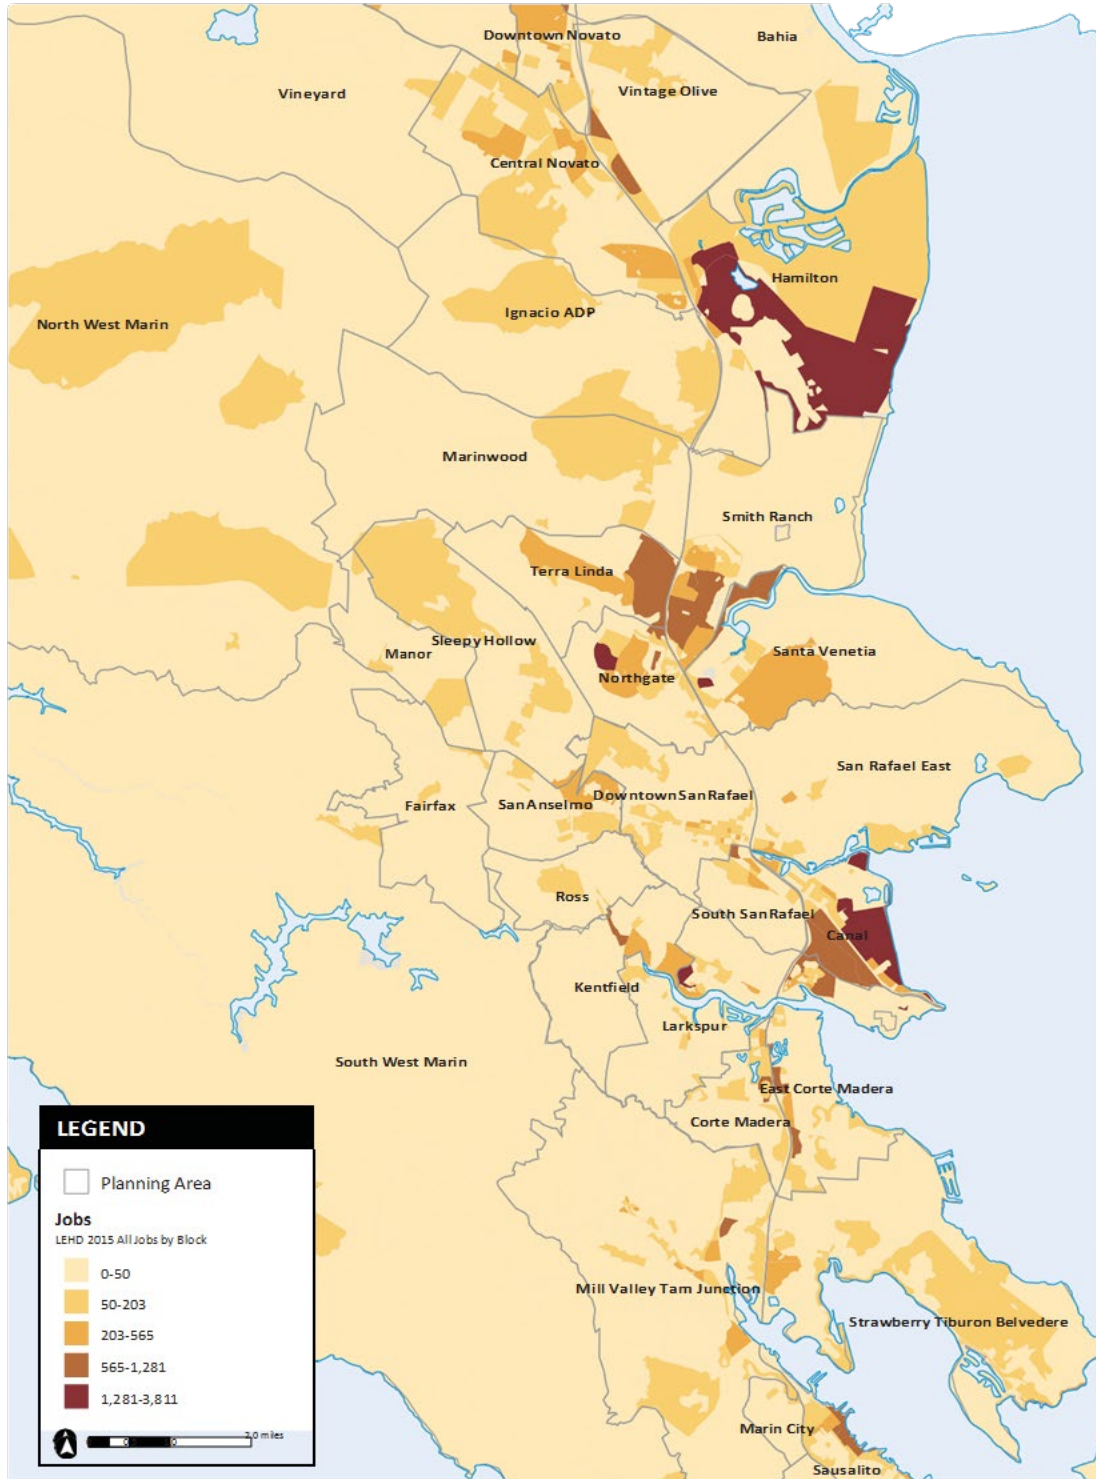 Downtown Novato
Bahia
Vineyard
Vintage Olive
Central Novato
Hamilton
Ignacio ADP
North West Marin
Marinwood
Smith Ranch
Terra Linda
Sleepy Hollow
Manor
Santa Venetia
Northgate
San Rafael East
Fairfax
San Anselmo
Downtown San Rafael
Ross
South San Rafael
Canal
Kentfield
Larkspur
South West Marin
East Corte Madera
Corte Madera
Mill Valley Tam Junction
Strawberry Tiburon Belvedere
Marin City
Sausalito
LEGEND
Planning Area
Jobs
LEHD 2015 All Jobs by Block
0-50
50-203
203-565
565-1,281
1,281-3,811
2.0 miles